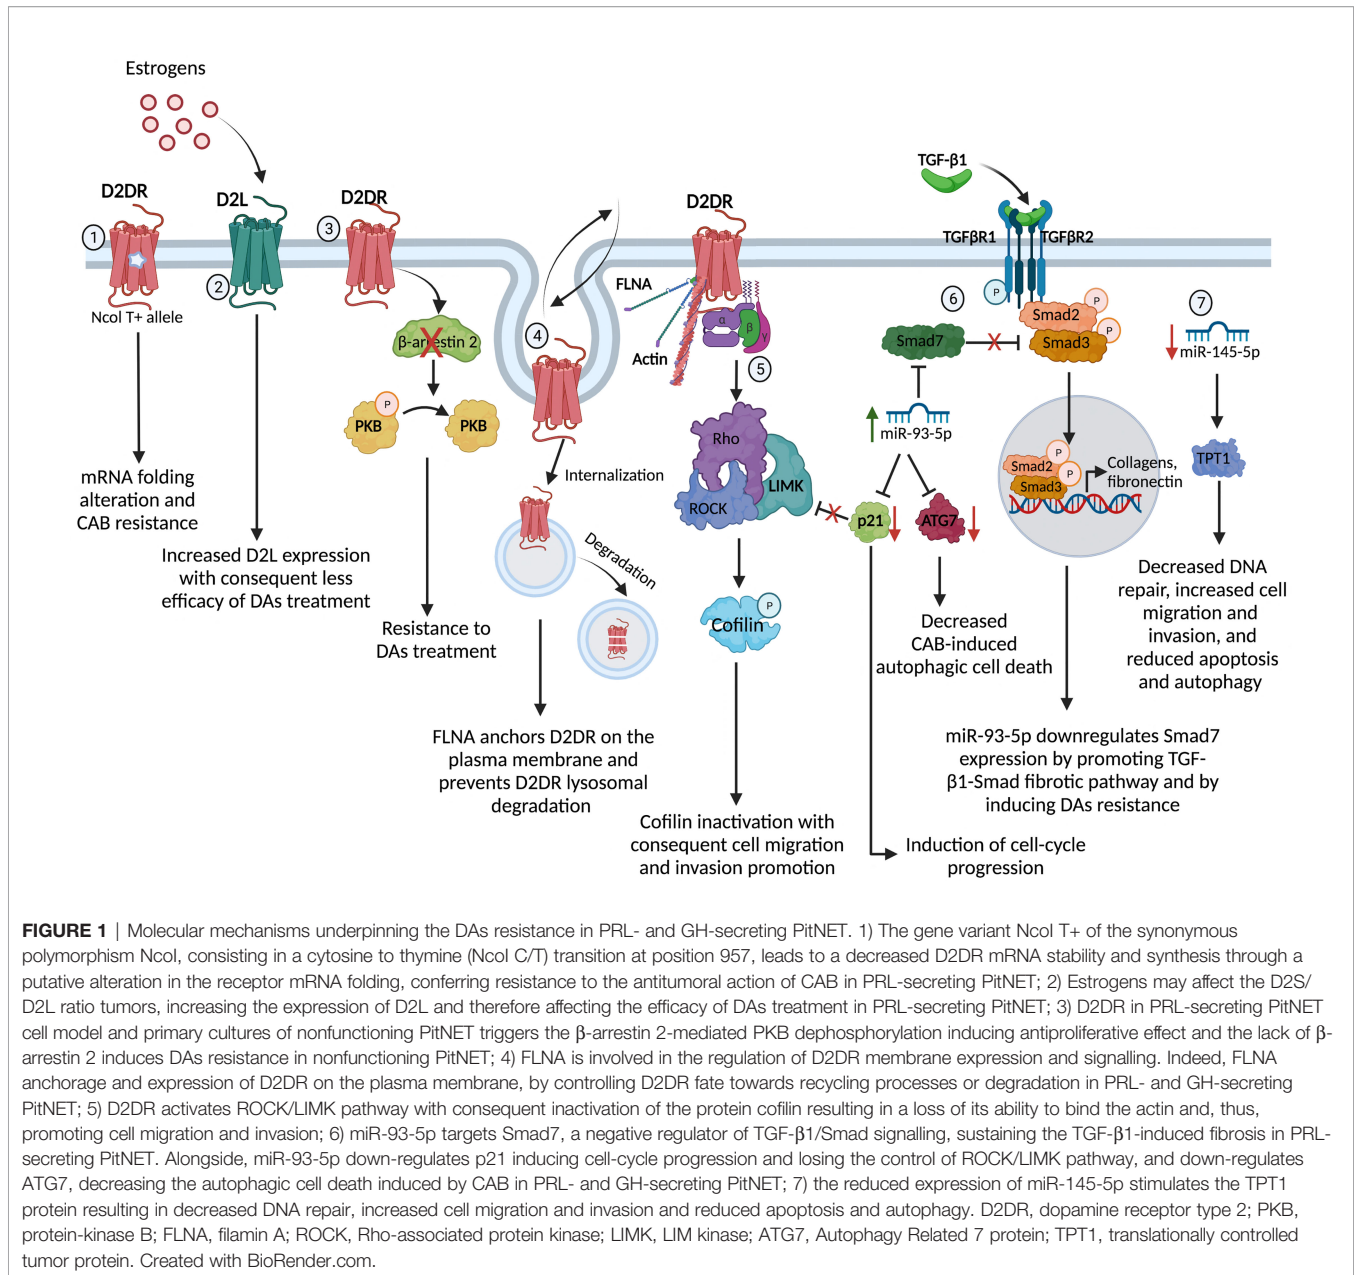 Estrogens
D2DR
1
NcoI T+ allele
mRNA folding
alteration and
CAB resistance
D2L
2
Increased D2L expression
with consequent less
efficacy of DAs treatment
D2DR
3
β-arrestin 2
P
PKB
PKB
Resistance to
DAs treatment
4
Internalization
Degradation
FLNA anchors D2DR on the
plasma membrane and
prevents D2DR lysosomal
degradation
D2DR
FLNA
Actin
α
β
γ
5
Rho
ROCK
LIMK
P
Cofilin
Cofilin inactivation with
consequent cell migration
and invasion promotion
TGF-β1
TGFβR1
TGFβR2
P
6
Smad7
Smad2
P
Smad3
P
miR-93-5p
p21
ATG7
Decreased
CAB-induced
autophagic cell death
Induction of cell-cycle
progression
Smad2
P
Smad3
P
Collagens,
fibronectin
miR-93-5p downregulates Smad7
expression by promoting TGF-
β1-Smad fibrotic pathway and by
inducing DAs resistance
7
miR-145-5p
TPT1
Decreased DNA
repair, increased cell
migration and
invasion, and
reduced apoptosis
and autophagy
FIGURE 1 | Molecular mechanisms underpinning the DAs resistance in PRL- and GH-secreting PitNET. 1) The gene variant NcoI T+ of the synonymous
polymorphism NcoI, consisting in a cytosine to thymine (NcoI C/T) transition at position 957, leads to a decreased D2DR mRNA stability and synthesis through a
putative alteration in the receptor mRNA folding, conferring resistance to the antitumoral action of CAB in PRL-secreting PitNET; 2) Estrogens may affect the D2S/
D2L ratio tumors, increasing the expression of D2L and therefore affecting the efficacy of DAs treatment in PRL-secreting PitNET; 3) D2DR in PRL-secreting PitNET
cell model and primary cultures of nonfunctioning PitNET triggers the β-arrestin 2-mediated PKB dephosphorylation inducing antiproliferative effect and the lack of β-
arrestin 2 induces DAs resistance in nonfunctioning PitNET; 4) FLNA is involved in the regulation of D2DR membrane expression and signalling. Indeed, FLNA
anchorage and expression of D2DR on the plasma membrane, by controlling D2DR fate towards recycling processes or degradation in PRL- and GH-secreting
PitNET; 5) D2DR activates ROCK/LIMK pathway with consequent inactivation of the protein cofilin resulting in a loss of its ability to bind the actin and, thus,
promoting cell migration and invasion; 6) miR-93-5p targets Smad7, a negative regulator of TGF-β1/Smad signalling, sustaining the TGF-β1-induced fibrosis in PRL-
secreting PitNET. Alongside, miR-93-5p down-regulates p21 inducing cell-cycle progression and losing the control of ROCK/LIMK pathway, and down-regulates
ATG7, decreasing the autophagic cell death induced by CAB in PRL- and GH-secreting PitNET; 7) the reduced expression of miR-145-5p stimulates the TPT1
protein resulting in decreased DNA repair, increased cell migration and invasion and reduced apoptosis and autophagy. D2DR, dopamine receptor type 2; PKB,
protein-kinase B; FLNA, filamin A; ROCK, Rho-associated protein kinase; LIMK, LIM kinase; ATG7, Autophagy Related 7 protein; TPT1, translationally controlled
tumor protein. Created with BioRender.com.